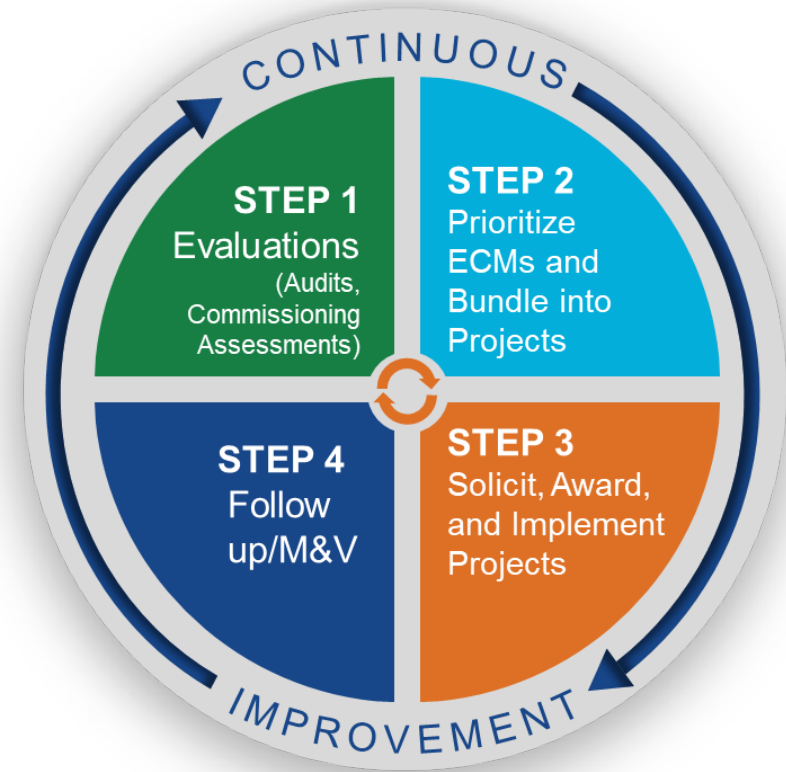 CONTINUOUS
STEP 1
Evaluations
(Audits,
Commissioning
Assessments)
STEP 2
Prioritize
ECMs and
Bundle into
Projects
STEP 3
Solicit, Award,
and Implement
Projects
STEP 4
Follow
up/M&V
IMPROVEMENT